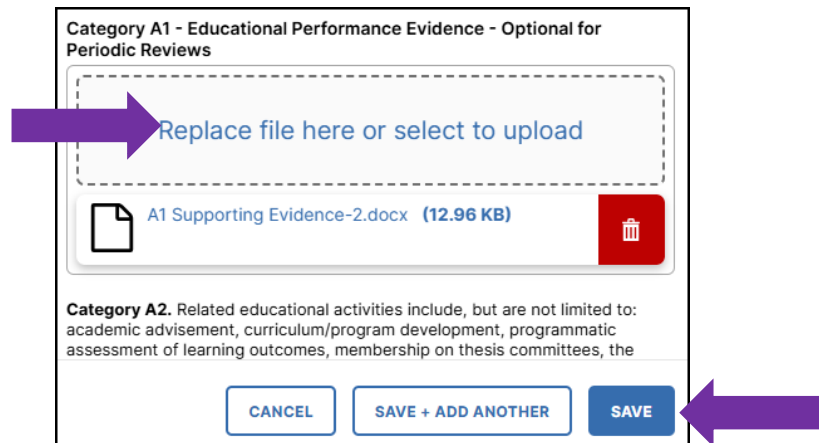 Category A1 - Educational Performance Evidence - Optional for
Periodic Reviews
Replace file here or select to upload
A1 Supporting Evidence-2.docx (12.96 KB)
Category A2. Related educational activities include, but are not limited to:
academic advisement, curriculum/program development, programmatic
assessment of learning outcomes, membership on thesis committees, the
CANCEL SAVE + ADD ANOTHER SAVE